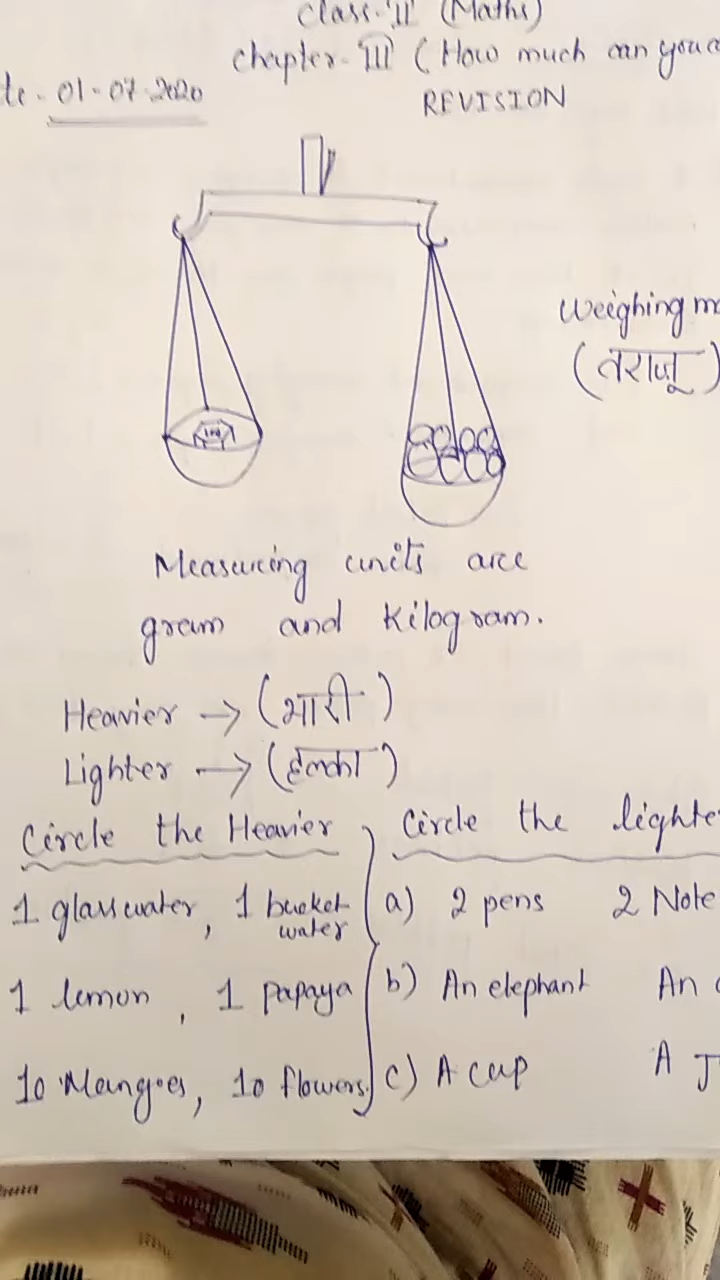 Class-II (Maths)
Chapter-III (How much can you
Date - 01-07-2020
REVISION
Weighing
(तराजू)
Measuring units are
gram and Kilogram.
Heavier → (भारी)
Lighter → (हल्का)
Circle the Heavier
1 glass water, 1 bucket water
1 lemon, 1 papaya
10 Mangoes, 10 flowers
Circle the lighte
a) 2 pens 2 Note
b) An elephant An
c) A cup A J